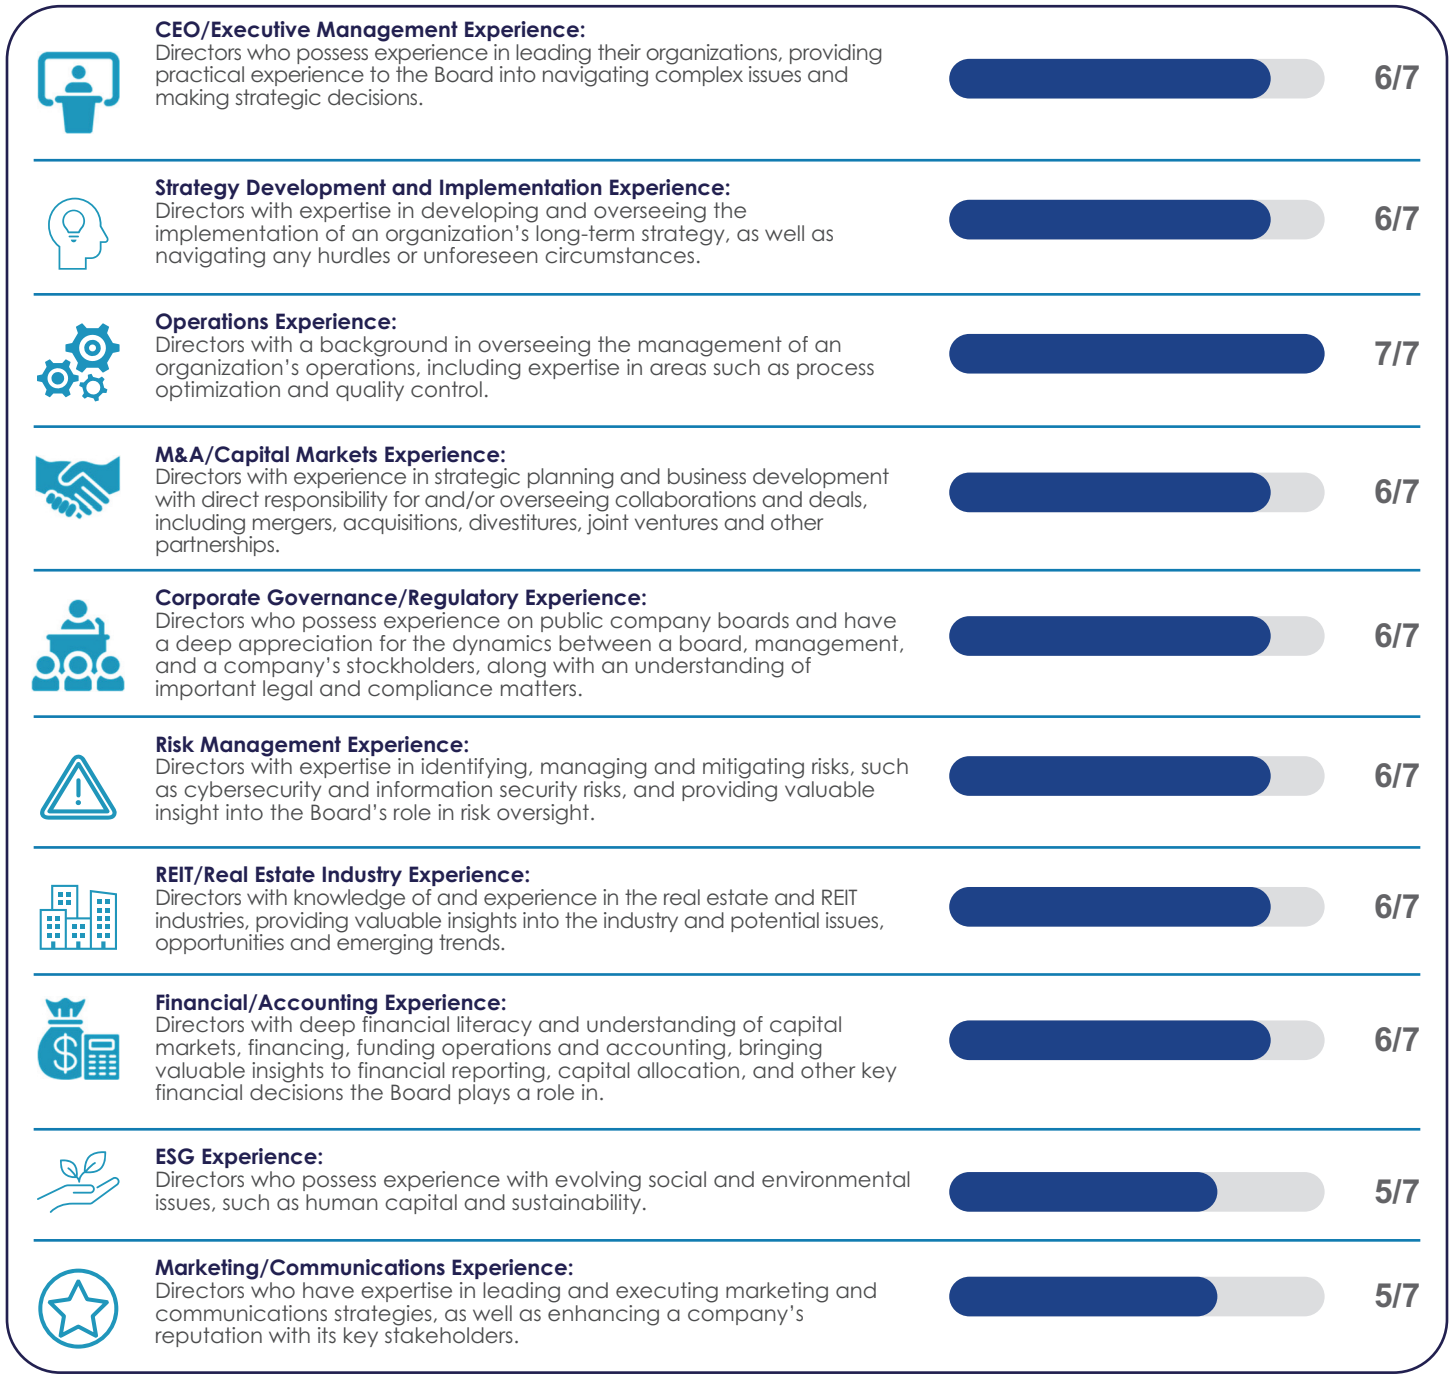 CEO/Executive Management Experience:
Directors who possess experience in leading their organizations, providing
practical experience to the Board into navigating complex issues and
making strategic decisions.
6/7
Strategy Development and Implementation Experience:
Directors with expertise in developing and overseeing the
implementation of an organization's long-term strategy, as well as
navigating any hurdles or unforeseen circumstances.
6/7
Operations Experience:
Directors with a background in overseeing the management of an
organization's operations, including expertise in areas such as process
optimization and quality control.
7/7
M&A/Capital Markets Experience:
Directors with experience in strategic planning and business development
with direct responsibility for and/or overseeing collaborations and deals,
including mergers, acquisitions, divestitures, joint ventures and other
partnerships.
6/7
Corporate Governance/Regulatory Experience:
Directors who possess experience on public company boards and have
a deep appreciation for the dynamics between a board, management,
and a company's stockholders, along with an understanding of
important legal and compliance matters.
6/7
Risk Management Experience:
Directors with expertise in identifying, managing and mitigating risks, such
as cybersecurity and information security risks, and providing valuable
insight into the Board's role in risk oversight.
6/7
REIT/Real Estate Industry Experience:
Directors with knowledge of and experience in the real estate and REIT
industries, providing valuable insights into the industry and potential issues,
opportunities and emerging trends.
6/7
$
Financial/Accounting Experience:
Directors with deep financial literacy and understanding of capital
markets, financing, funding operations and accounting, bringing
valuable insights to financial reporting, capital allocation, and other key
financial decisions the Board plays a role in.
6/7
ESG Experience:
Directors who possess experience with evolving social and environmental
issues, such as human capital and sustainability.
5/7
Marketing/Communications Experience:
Directors who have expertise in leading and executing marketing and
communications strategies, as well as enhancing a company's
reputation with its key stakeholders.
5/7